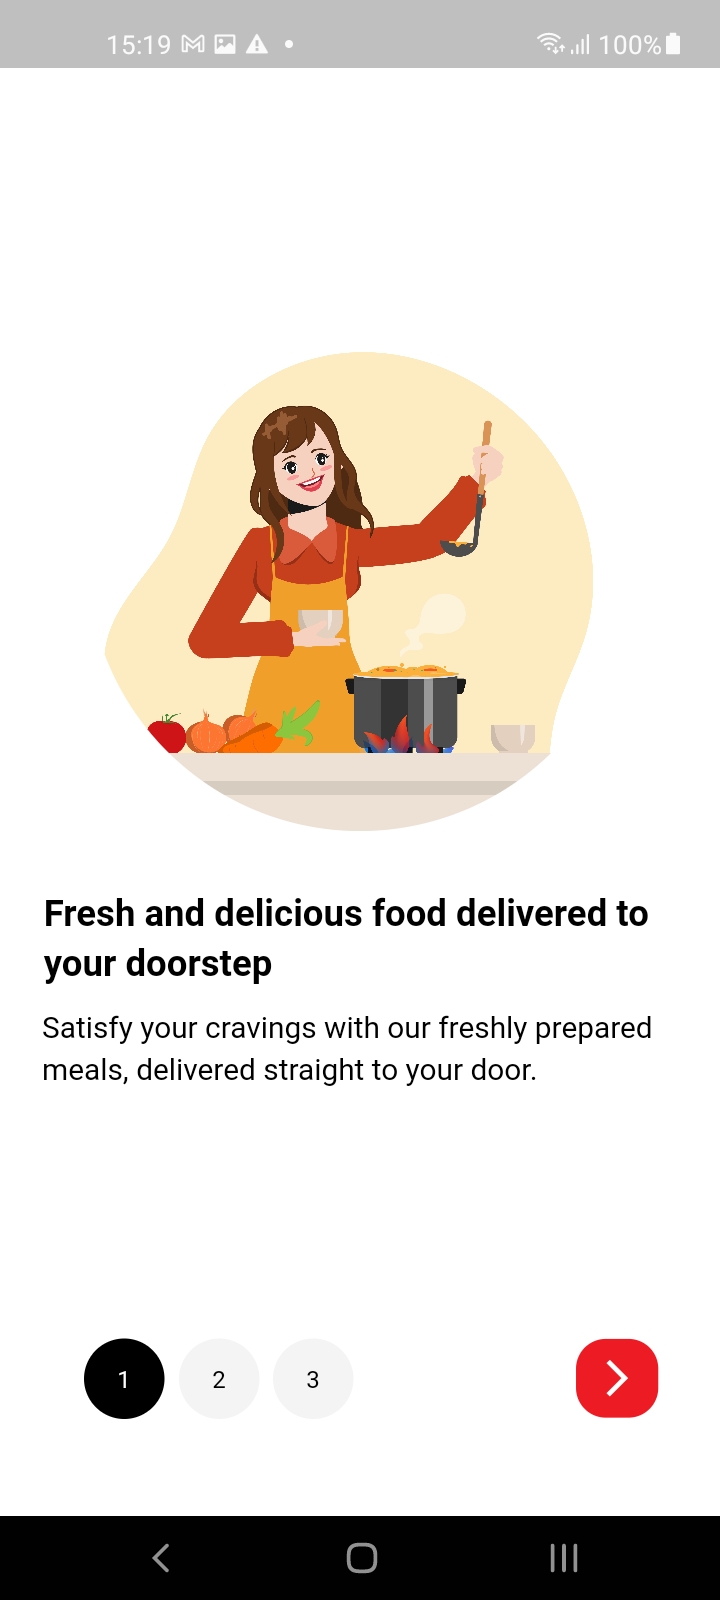 15:19
100%
Fresh and delicious food delivered to
your doorstep
Satisfy your cravings with our freshly prepared
meals, delivered straight to your door.
1 2 3